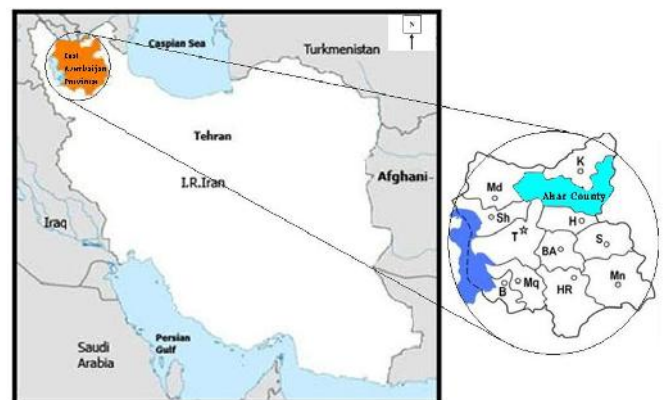 N
Caspian Sea
Turkmenistan
East
Azerbaijan
Province
Tehran
I.R.Iran
Afghani-
Iraq
Persian
Gulf
Saudi
Arabia
K
Md
Ahar County
Sh
H
T
BA
S
B
Mq
HR
Mn